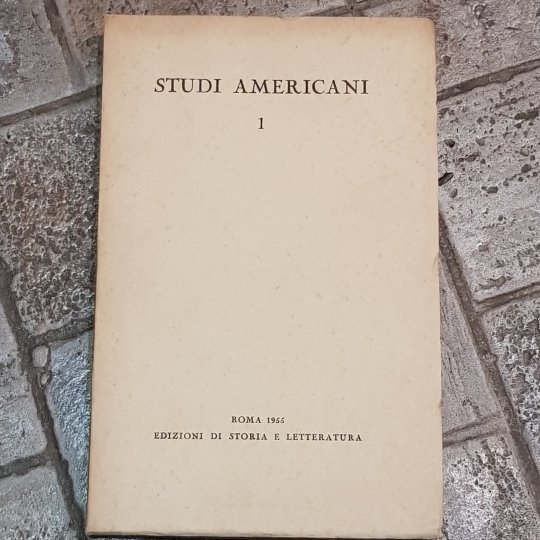 STUDI AMERICANI
1
ROMA 1955
EDIZIONI DI STORIA E LETTERATURA